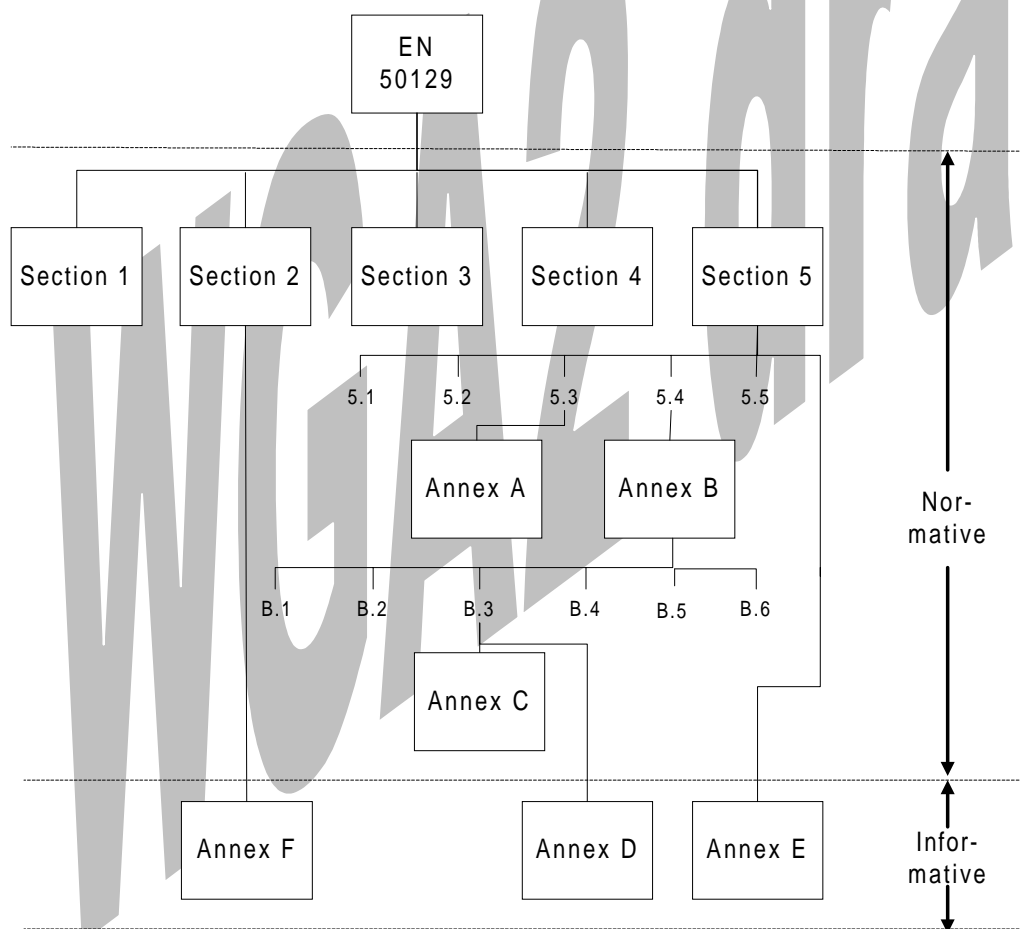 EN
50129
Section 1 Section 2 Section 3 Section 4 Section 5
5.1 5.2 5.3 5.4 5.5
Annex A Annex B
Nor-
mative
B.1 B.2 B.3 B.4 B.5 B.6
Annex C
Annex F Annex D Annex E
Infor-
mative
WGA2 gra